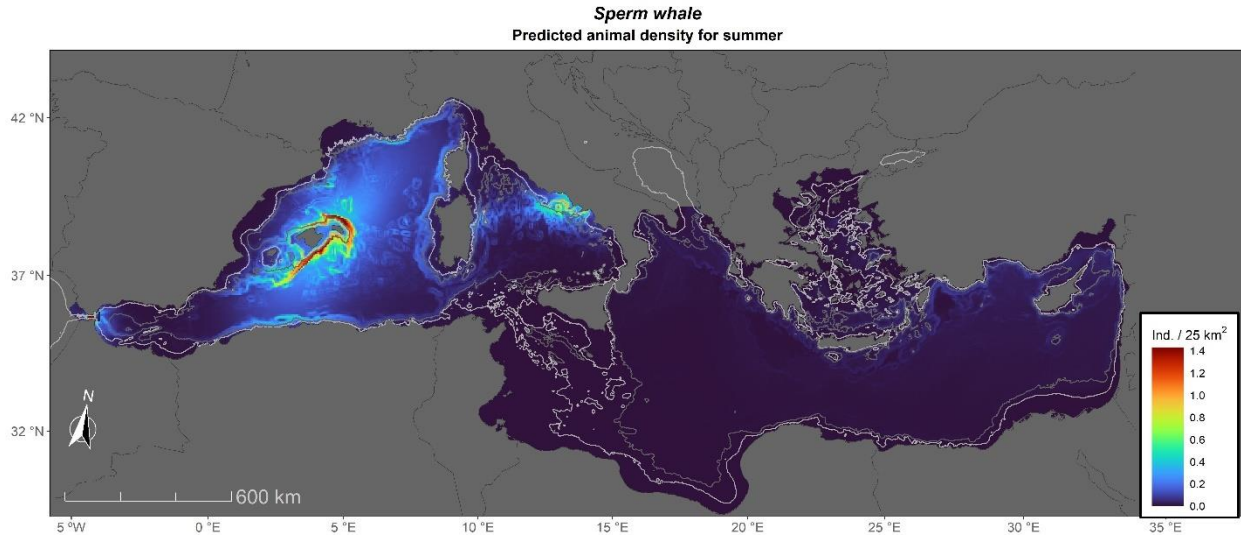 Sperm whale
Predicted animal density for summer
42 °N
37 °N
32 °N
N
600 km
Ind. / 25 km²
1.4
1.2
1.0
0.8
0.6
0.4
0.2
0.0
5 °W
0 °E
5 °E
10 °E
15 °E
20 °E
25 °E
30 °E
35 °E